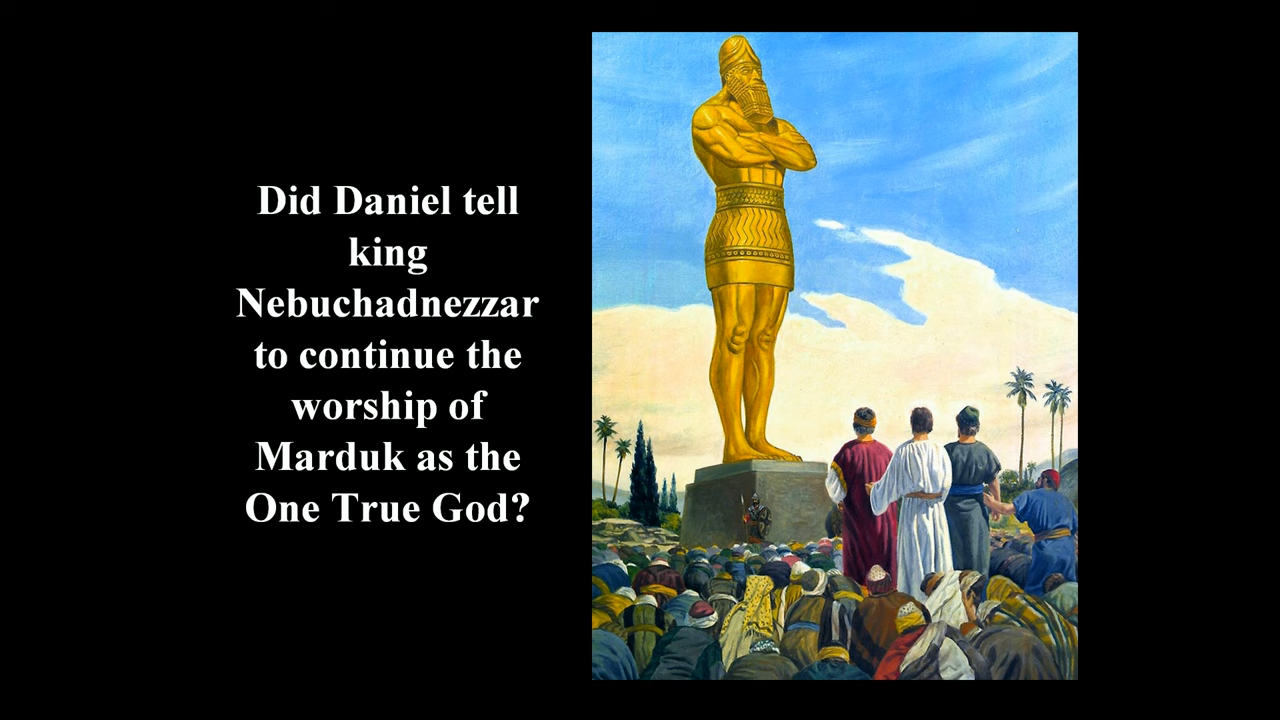 Did Daniel tell
king
Nebuchadnezzar
to continue the
worship of
Marduk as the
One True God?